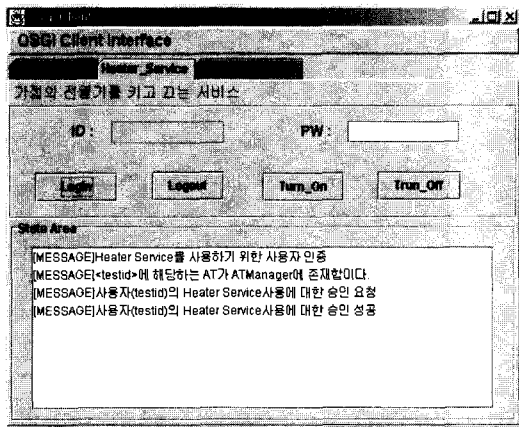 OSGi Client Interface
Heater_Service
가정의 전열기를 키고 끄는 서비스
ID :
PW :
Login
Logout
Turn_On
Trun_Off
State Area
[MESSAGE]Heater Service를 사용하기 위한 사용자 인증
[MESSAGE]<testid>에 해당하는 AT가 ATManager에 존재합이다.
[MESSAGE]사용자(testid)의 Heater Service사용에 대한 승인 요청
[MESSAGE]사용자(testid)의 Heater Service사용에 대한 승인 성공